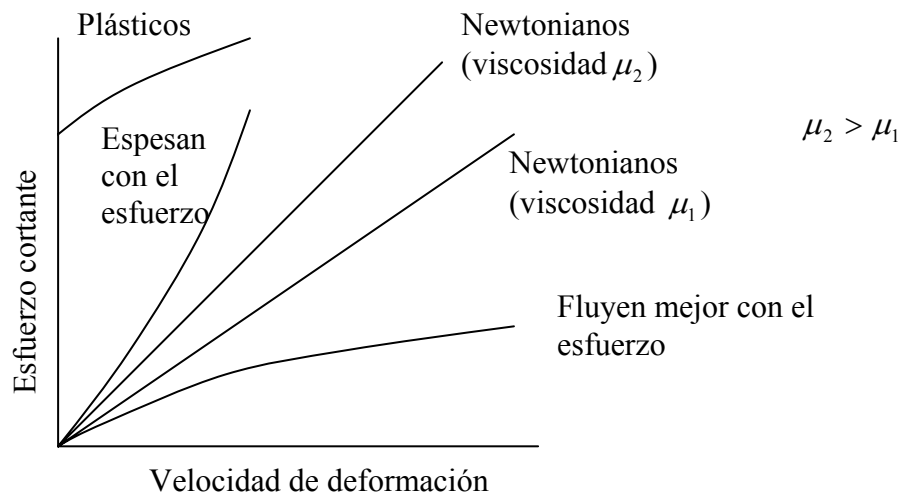 Plásticos
Newtonianos
(viscosidad μ₂)
Espesan
con el
esfuerzo
μ₂ > μ₁
Newtonianos
(viscosidad μ₁)
Fluyen mejor con el
esfuerzo
Esfuerzo cortante
Velocidad de deformación